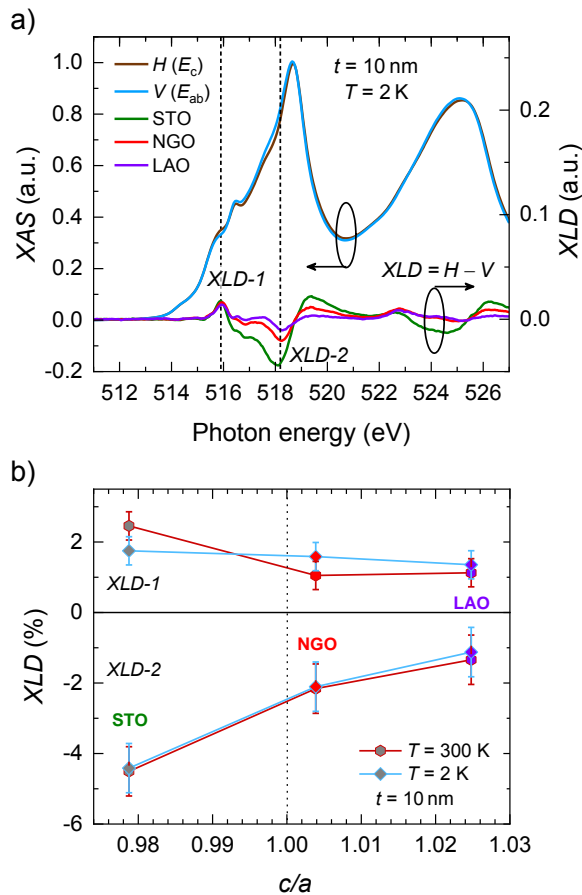 a)
1.0
0.8
0.6
0.4
0.2
0.0
-0.2
XAS (a.u.)
H (E_c)
V (E_ab)
STO
NGO
LAO
t = 10 nm
T = 2 K
0.2
0.1
0.0
XLD (a.u.)
XLD-1
XLD = H – V
XLD-2
512 514 516 518 520 522 524 526
Photon energy (eV)
b)
2
0
-2
-4
-6
XLD (%)
XLD-1
LAO
XLD-2
NGO
STO
T = 300 K
T = 2 K
t = 10 nm
0.98 0.99 1.00 1.01 1.02 1.03
c/a